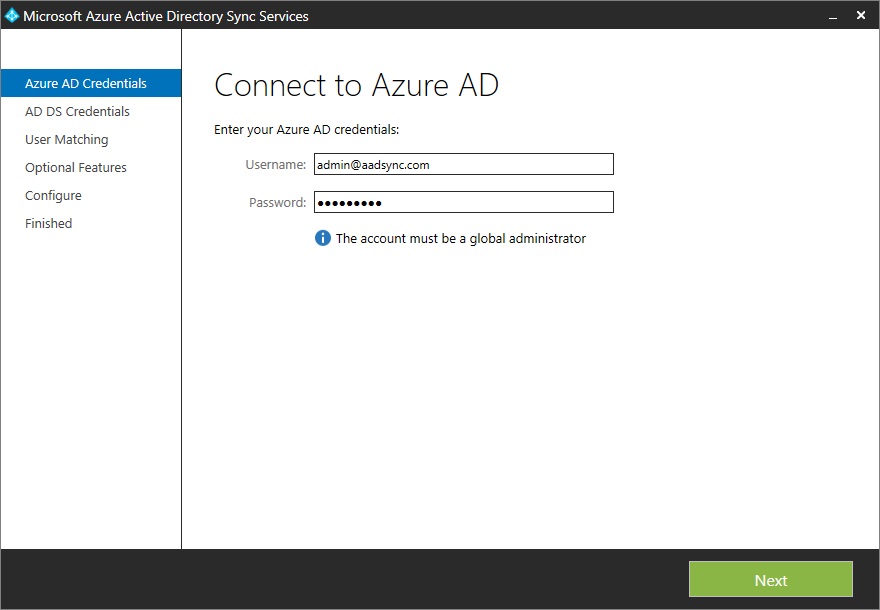 Microsoft Azure Active Directory Sync Services
Azure AD Credentials
AD DS Credentials
User Matching
Optional Features
Configure
Finished
Connect to Azure AD
Enter your Azure AD credentials:
Username: admin@aadsync.com
Password: ●●●●●●●●●
The account must be a global administrator
Next